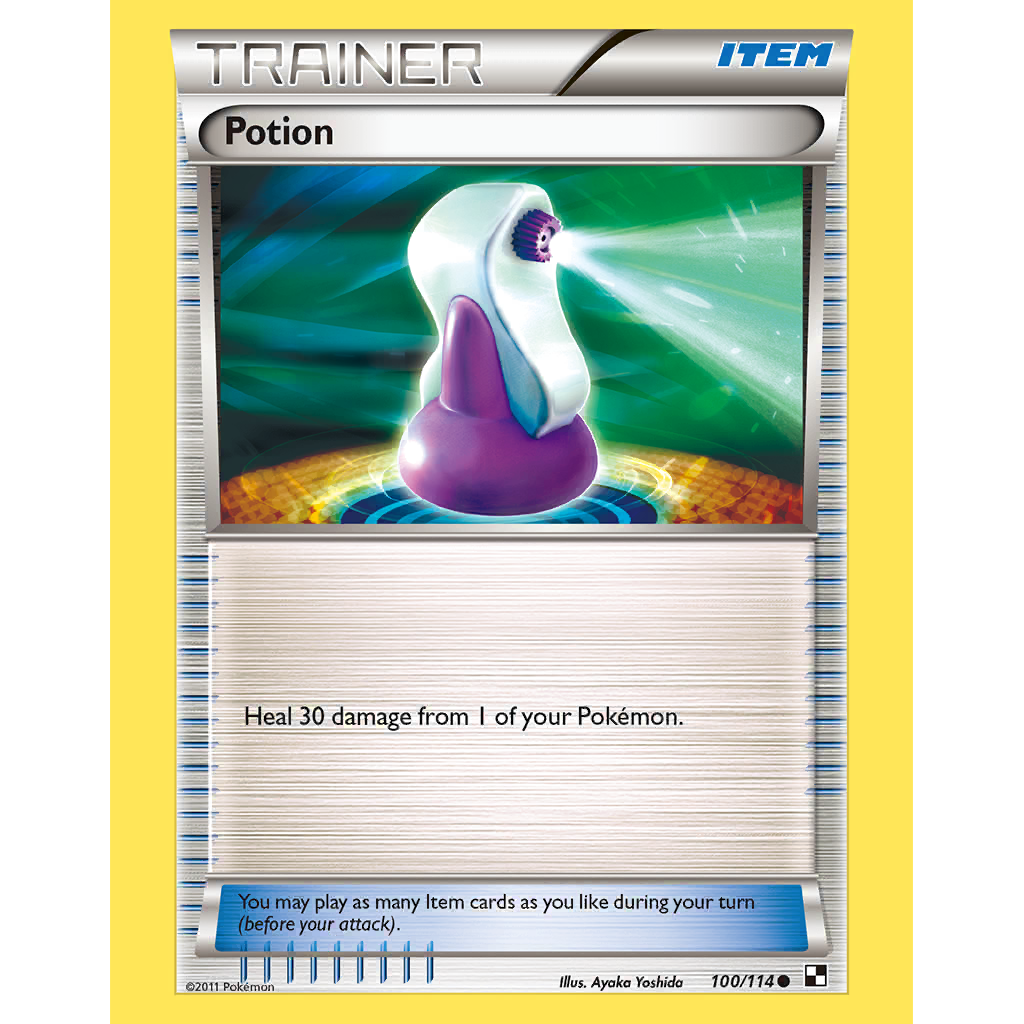 TRAINER
ITEM
Potion
Heal 30 damage from 1 of your Pokémon.
You may play as many Item cards as you like during your turn
(before your attack).
©2011 Pokémon
Illus. Ayaka Yoshida
100/114